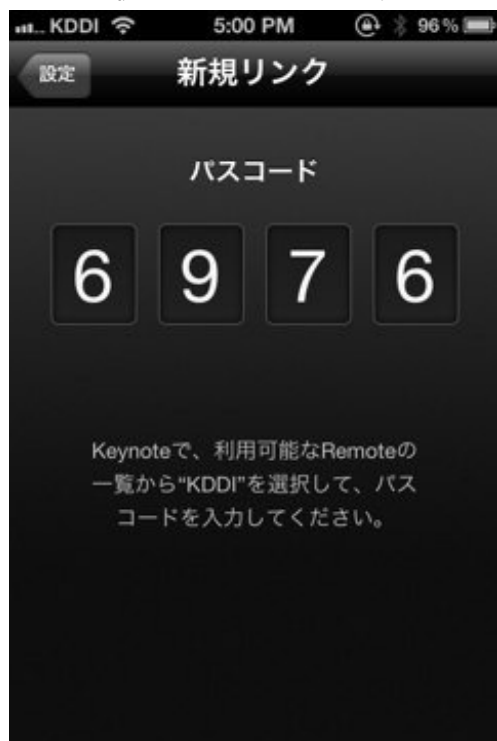 KDDI 5:00 PM 96%
設定 新規リンク
パスコード
6 9 7 6
Keynoteで、利用可能なRemoteの
一覧から“KDDI”を選択して、パス
コードを入力してください。